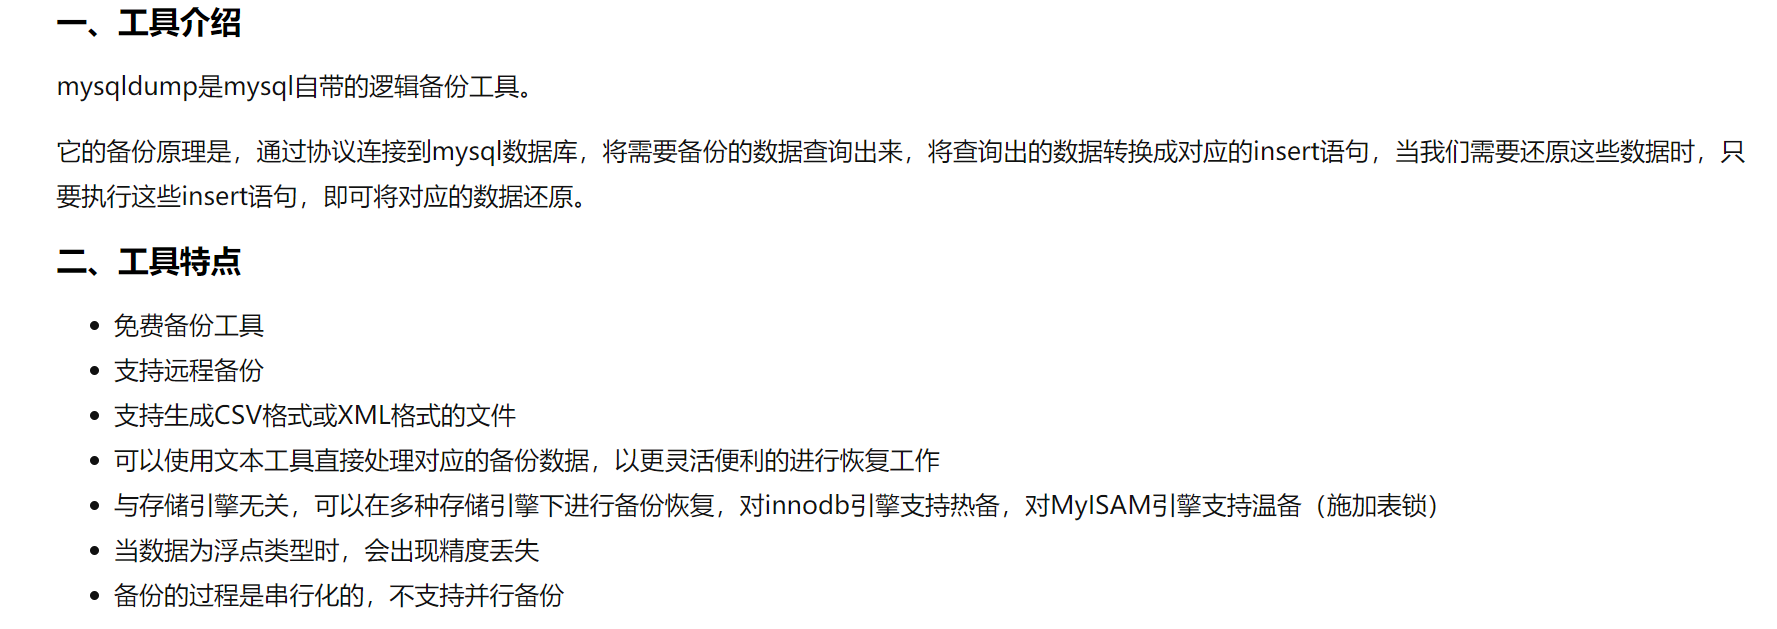 一、工具介绍
mysqldump是mysql自带的逻辑备份工具。
它的备份原理是，通过协议连接到mysql数据库，将需要备份的数据查询出来，将查询出的数据转换成对应的insert语句，当我们需要还原这些数据时，只
要执行这些insert语句，即可将对应的数据还原。
二、工具特点
• 免费备份工具
• 支持远程备份
• 支持生成CSV格式或XML格式的文件
• 可以使用文本工具直接处理对应的备份数据，以更灵活便利的进行恢复工作
• 与存储引擎无关，可以在多种存储引擎下进行备份恢复，对innodb引擎支持热备，对MyISAM引擎支持温备（施加表锁）
• 当数据为浮点类型时，会出现精度丢失
• 备份的过程是串行化的，不支持并行备份